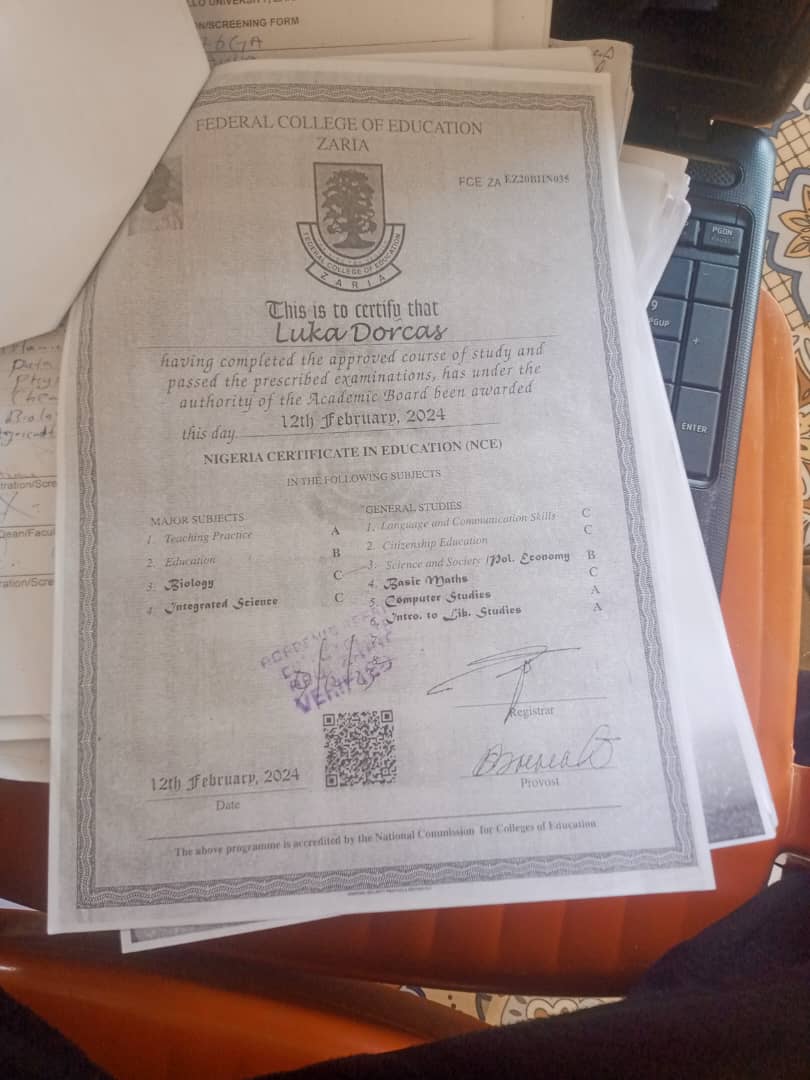 N/SCREENING FORM
FEDERAL COLLEGE OF EDUCATION
ZARIA
FCE ZA EZ20BIIN035
FEDERAL COLLEGE OF EDUCATION
ZARIA
This is to certify that
Luka Dorcas
having completed the approved course of study and
passed the prescribed examinations, has under the
authority of the Academic Board been awarded
this day 12th February, 2024
NIGERIA CERTIFICATE IN EDUCATION (NCE)
IN THE FOLLOWING SUBJECTS
MAJOR SUBJECTS
1. Teaching Practice A
2. Education B
3. Biology C
4. Integrated Science C
GENERAL STUDIES
1. Language and Communication Skills C
2. Citizenship Education C
3. Science and Society /Pol. Economy B
4. Basic Maths C
5. Computer Studies A
6. Intro. to Lib. Studies A
7.
VERIFIED
Registrar
Provost
12th February, 2024
Date
The above programme is accredited by the National Commission for Colleges of Education
PGDN
PAUSE
9
PGUP
+
ENTER